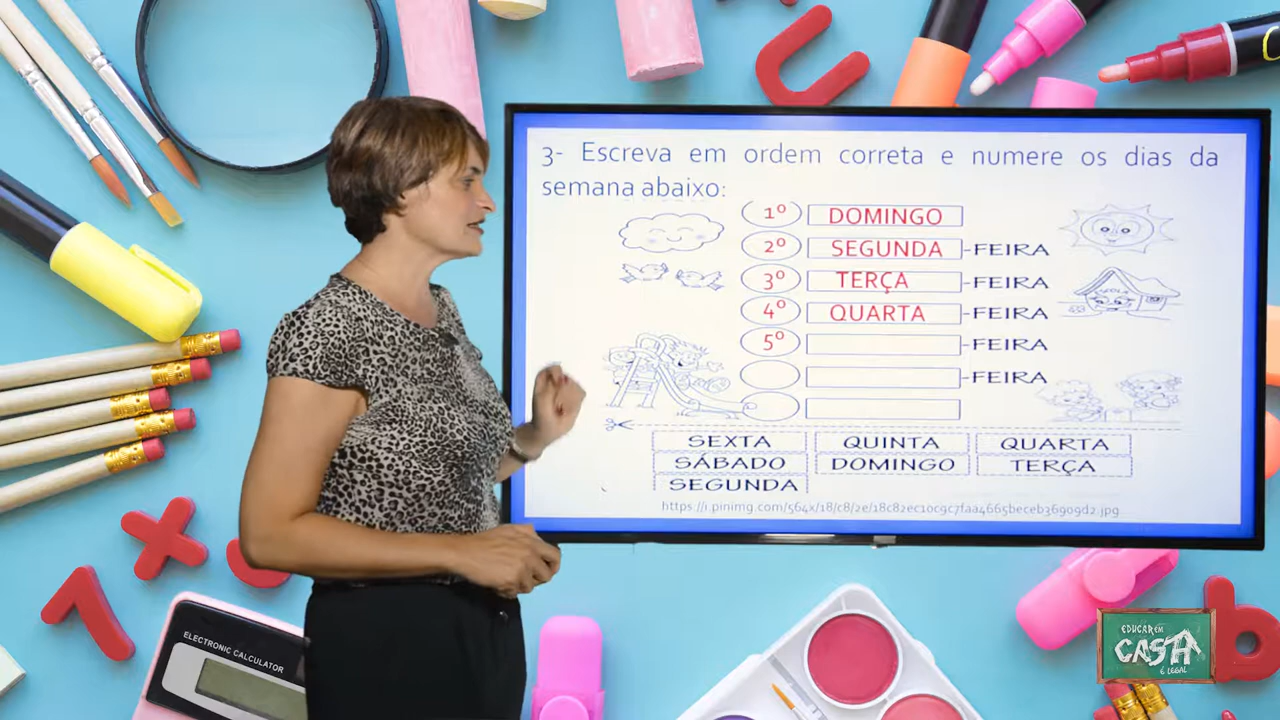 3- Escreva em ordem correta e numere os dias da
semana abaixo:
1º DOMINGO
2º SEGUNDA -FEIRA
3º TERÇA -FEIRA
4º QUARTA -FEIRA
5º -FEIRA
-FEIRA
ESCOLA
SEXTA QUINTA QUARTA
SÁBADO DOMINGO TERÇA
SEGUNDA
https://i.pinimg.com/564x/18/c8/2e/18c82ec10c9c7faa4665beceb36909d2.jpg
ELECTRONIC CALCULATOR
EDUCAR EM
CASA
É LEGAL
b